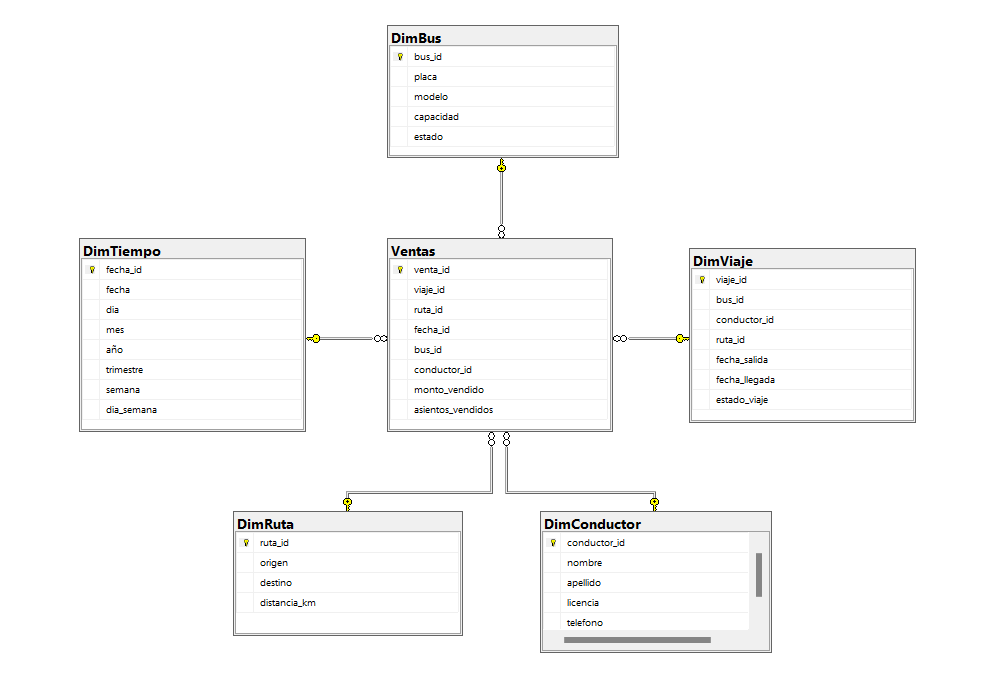 DimBus
bus_id
placa
modelo
capacidad
estado
DimTiempo
fecha_id
fecha
dia
mes
año
trimestre
semana
dia_semana
Ventas
venta_id
viaje_id
ruta_id
fecha_id
bus_id
conductor_id
monto_vendido
asientos_vendidos
DimViaje
viaje_id
bus_id
conductor_id
ruta_id
fecha_salida
fecha_llegada
estado_viaje
DimRuta
ruta_id
origen
destino
distancia_km
DimConductor
conductor_id
nombre
apellido
licencia
telefono